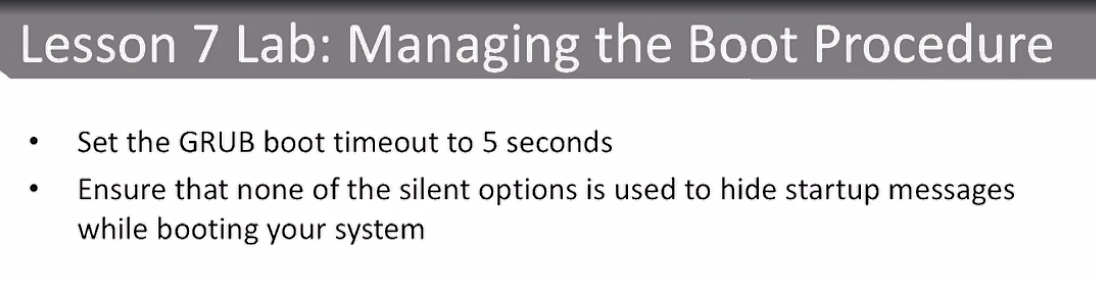 Lesson 7 Lab: Managing the Boot Procedure
• Set the GRUB boot timeout to 5 seconds
• Ensure that none of the silent options is used to hide startup messages
while booting your system